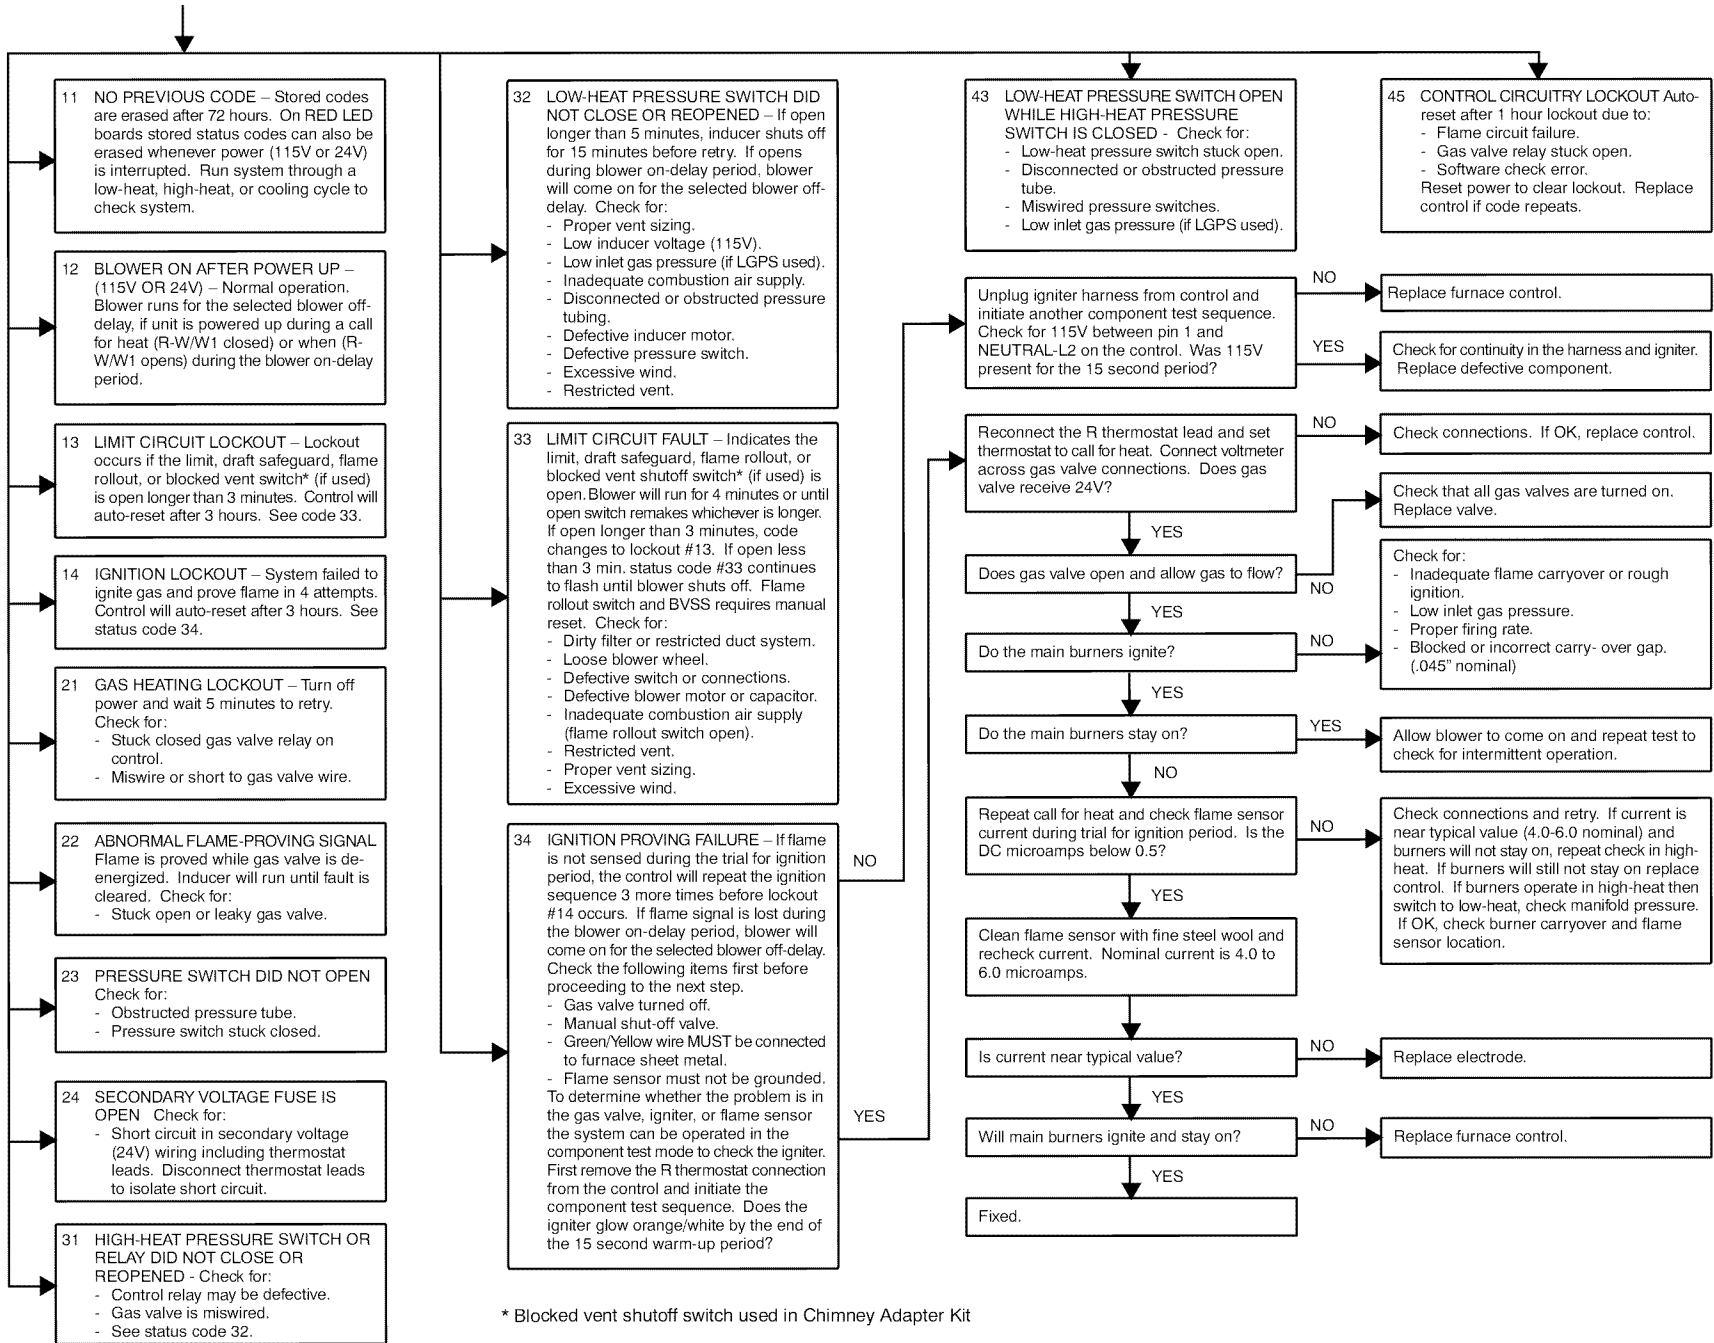 11 NO PREVIOUS CODE – Stored codes
are erased after 72 hours. On RED LED
boards stored status codes can also be
erased whenever power (115V or 24V)
is interrupted. Run system through a
low-heat, high-heat, or cooling cycle to
check system.
12 BLOWER ON AFTER POWER UP –
(115V OR 24V) – Normal operation.
Blower runs for the selected blower off-
delay, if unit is powered up during a call
for heat (R-W/W1 closed) or when (R-
W/W1 opens) during the blower on-delay
period.
13 LIMIT CIRCUIT LOCKOUT – Lockout
occurs if the limit, draft safeguard, flame
rollout, or blocked vent switch* (if used)
is open longer than 3 minutes. Control will
auto-reset after 3 hours. See code 33.
14 IGNITION LOCKOUT – System failed to
ignite gas and prove flame in 4 attempts.
Control will auto-reset after 3 hours. See
status code 34.
21 GAS HEATING LOCKOUT – Turn off
power and wait 5 minutes to retry.
Check for:
- Stuck closed gas valve relay on
control.
- Miswire or short to gas valve wire.
22 ABNORMAL FLAME-PROVING SIGNAL
Flame is proved while gas valve is de-
energized. Inducer will run until fault is
cleared. Check for:
- Stuck open or leaky gas valve.
23 PRESSURE SWITCH DID NOT OPEN
Check for:
- Obstructed pressure tube.
- Pressure switch stuck closed.
24 SECONDARY VOLTAGE FUSE IS
OPEN Check for:
- Short circuit in secondary voltage
(24V) wiring including thermostat
leads. Disconnect thermostat leads
to isolate short circuit.
31 HIGH-HEAT PRESSURE SWITCH OR
RELAY DID NOT CLOSE OR
REOPENED - Check for:
- Control relay may be defective.
- Gas valve is miswired.
- See status code 32.
32 LOW-HEAT PRESSURE SWITCH DID
NOT CLOSE OR REOPENED – If open
longer than 5 minutes, inducer shuts off
for 15 minutes before retry. If opens
during blower on-delay period, blower
will come on for the selected blower off-
delay. Check for:
- Proper vent sizing.
- Low inducer voltage (115V).
- Low inlet gas pressure (if LGPS used).
- Inadequate combustion air supply.
- Disconnected or obstructed pressure
tubing.
- Defective inducer motor.
- Defective pressure switch.
- Excessive wind.
- Restricted vent.
33 LIMIT CIRCUIT FAULT – Indicates the
limit, draft safeguard, flame rollout, or
blocked vent shutoff switch* (if used) is
open. Blower will run for 4 minutes or until
open switch remakes whichever is longer.
If open longer than 3 minutes, code
changes to lockout #13. If open less
than 3 min. status code #33 continues
to flash until blower shuts off. Flame
rollout switch and BVSS requires manual
reset. Check for:
- Dirty filter or restricted duct system.
- Loose blower wheel.
- Defective switch or connections.
- Defective blower motor or capacitor.
- Inadequate combustion air supply
(flame rollout switch open).
- Restricted vent.
- Proper vent sizing.
- Excessive wind.
34 IGNITION PROVING FAILURE – If flame
is not sensed during the trial for ignition
period, the control will repeat the ignition
sequence 3 more times before lockout
#14 occurs. If flame signal is lost during
the blower on-delay period, blower will
come on for the selected blower off-delay.
Check the following items first before
proceeding to the next step.
- Gas valve turned off.
- Manual shut-off valve.
- Green/Yellow wire MUST be connected
to furnace sheet metal.
- Flame sensor must not be grounded.
To determine whether the problem is in
the gas valve, igniter, or flame sensor
the system can be operated in the
component test mode to check the igniter.
First remove the R thermostat connection
from the control and initiate the
component test sequence. Does the
igniter glow orange/white by the end of
the 15 second warm-up period?
NO
YES
43 LOW-HEAT PRESSURE SWITCH OPEN
WHILE HIGH-HEAT PRESSURE
SWITCH IS CLOSED - Check for:
- Low-heat pressure switch stuck open.
- Disconnected or obstructed pressure
tube.
- Miswired pressure switches.
- Low inlet gas pressure (if LGPS used).
45 CONTROL CIRCUITRY LOCKOUT Auto-
reset after 1 hour lockout due to:
- Flame circuit failure.
- Gas valve relay stuck open.
- Software check error.
Reset power to clear lockout. Replace
control if code repeats.
Unplug igniter harness from control and
initiate another component test sequence.
Check for 115V between pin 1 and
NEUTRAL-L2 on the control. Was 115V
present for the 15 second period?
NO
Replace furnace control.
YES
Check for continuity in the harness and igniter.
Replace defective component.
Reconnect the R thermostat lead and set
thermostat to call for heat. Connect voltmeter
across gas valve connections. Does gas
valve receive 24V?
NO
Check connections. If OK, replace control.
YES
Does gas valve open and allow gas to flow?
NO
Check that all gas valves are turned on.
Replace valve.
YES
Do the main burners ignite?
NO
Check for:
- Inadequate flame carryover or rough
ignition.
- Low inlet gas pressure.
- Proper firing rate.
- Blocked or incorrect carry- over gap.
(.045" nominal)
YES
Do the main burners stay on?
YES
Allow blower to come on and repeat test to
check for intermittent operation.
NO
Repeat call for heat and check flame sensor
current during trial for ignition period. Is the
DC microamps below 0.5?
NO
Check connections and retry. If current is
near typical value (4.0-6.0 nominal) and
burners will not stay on, repeat check in high-
heat. If burners will still not stay on replace
control. If burners operate in high-heat then
switch to low-heat, check manifold pressure.
If OK, check burner carryover and flame
sensor location.
YES
Clean flame sensor with fine steel wool and
recheck current. Nominal current is 4.0 to
6.0 microamps.
Is current near typical value?
NO
Replace electrode.
YES
Will main burners ignite and stay on?
NO
Replace furnace control.
YES
Fixed.
* Blocked vent shutoff switch used in Chimney Adapter Kit